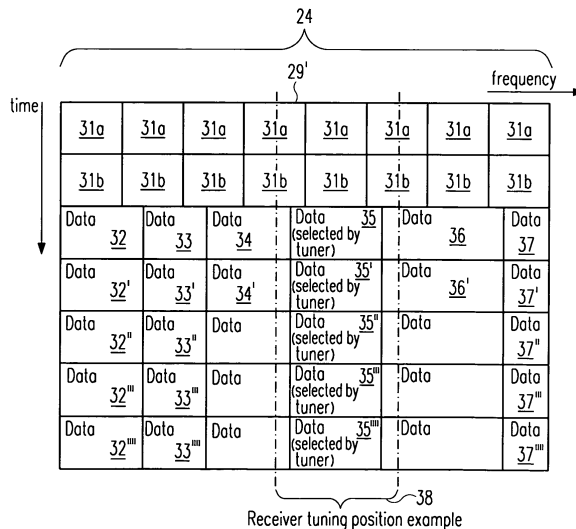 24
29'
frequency
time
31a 31a 31a 31a 31a 31a 31a 31a
31b 31b 31b 31b 31b 31b 31b 31b
Data 32 Data 33 Data 34 Data 35 (selected by tuner) Data 36 Data 37
Data 32' Data 33' Data 34' Data 35' (selected by tuner) Data 36' Data 37'
Data 32'' Data 33'' Data Data 35'' (selected by tuner) Data Data 37''
Data 32''' Data 33''' Data Data 35''' (selected by tuner) Data Data 37'''
Data 32'''' Data 33'''' Data Data 35'''' (selected by tuner) Data Data 37''''
38
Receiver tuning position example